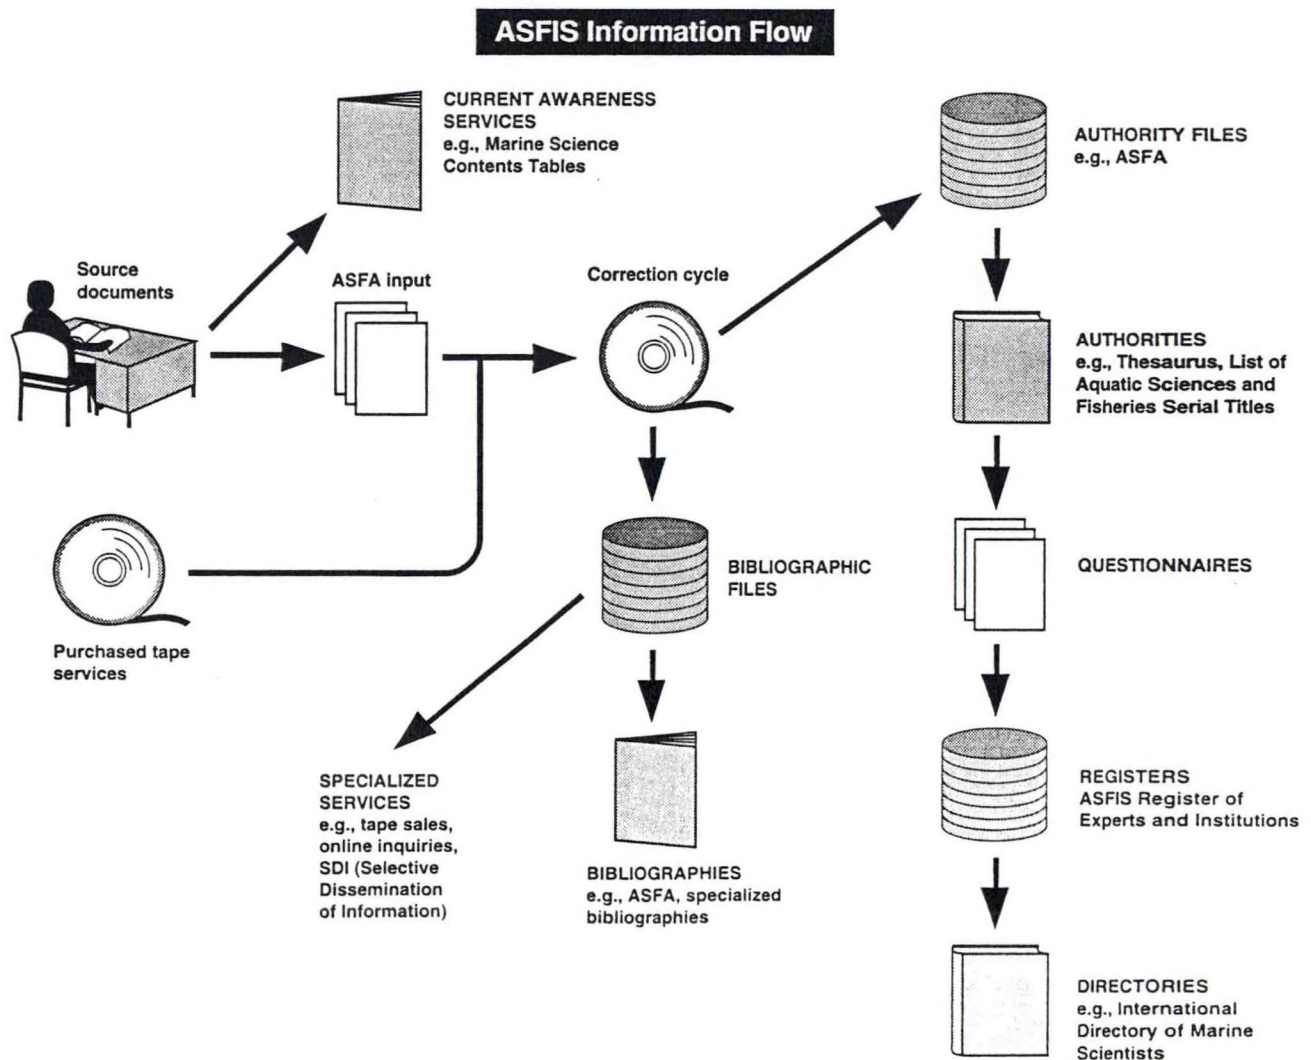 ASFIS Information Flow
CURRENT AWARENESS
SERVICES
e.g., Marine Science
Contents Tables
AUTHORITY FILES
e.g., ASFA
Source
documents
ASFA input
Correction cycle
AUTHORITIES
e.g., Thesaurus, List of
Aquatic Sciences and
Fisheries Serial Titles
Purchased tape
services
BIBLIOGRAPHIC
FILES
QUESTIONNAIRES
SPECIALIZED
SERVICES
e.g., tape sales,
online inquiries,
SDI (Selective
Dissemination
of Information)
BIBLIOGRAPHIES
e.g., ASFA, specialized
bibliographies
REGISTERS
ASFIS Register of
Experts and Institutions
DIRECTORIES
e.g., International
Directory of Marine
Scientists